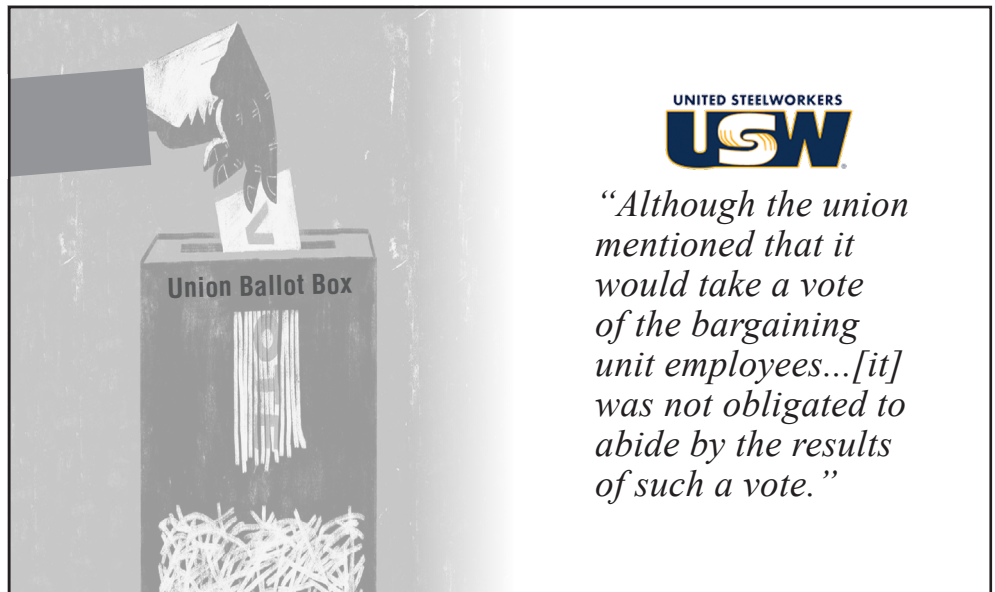 Union Ballot Box
VOTE
UNITED STEELWORKERS
USW
“Although the union
mentioned that it
would take a vote
of the bargaining
unit employees...[it]
was not obligated to
abide by the results
of such a vote.”